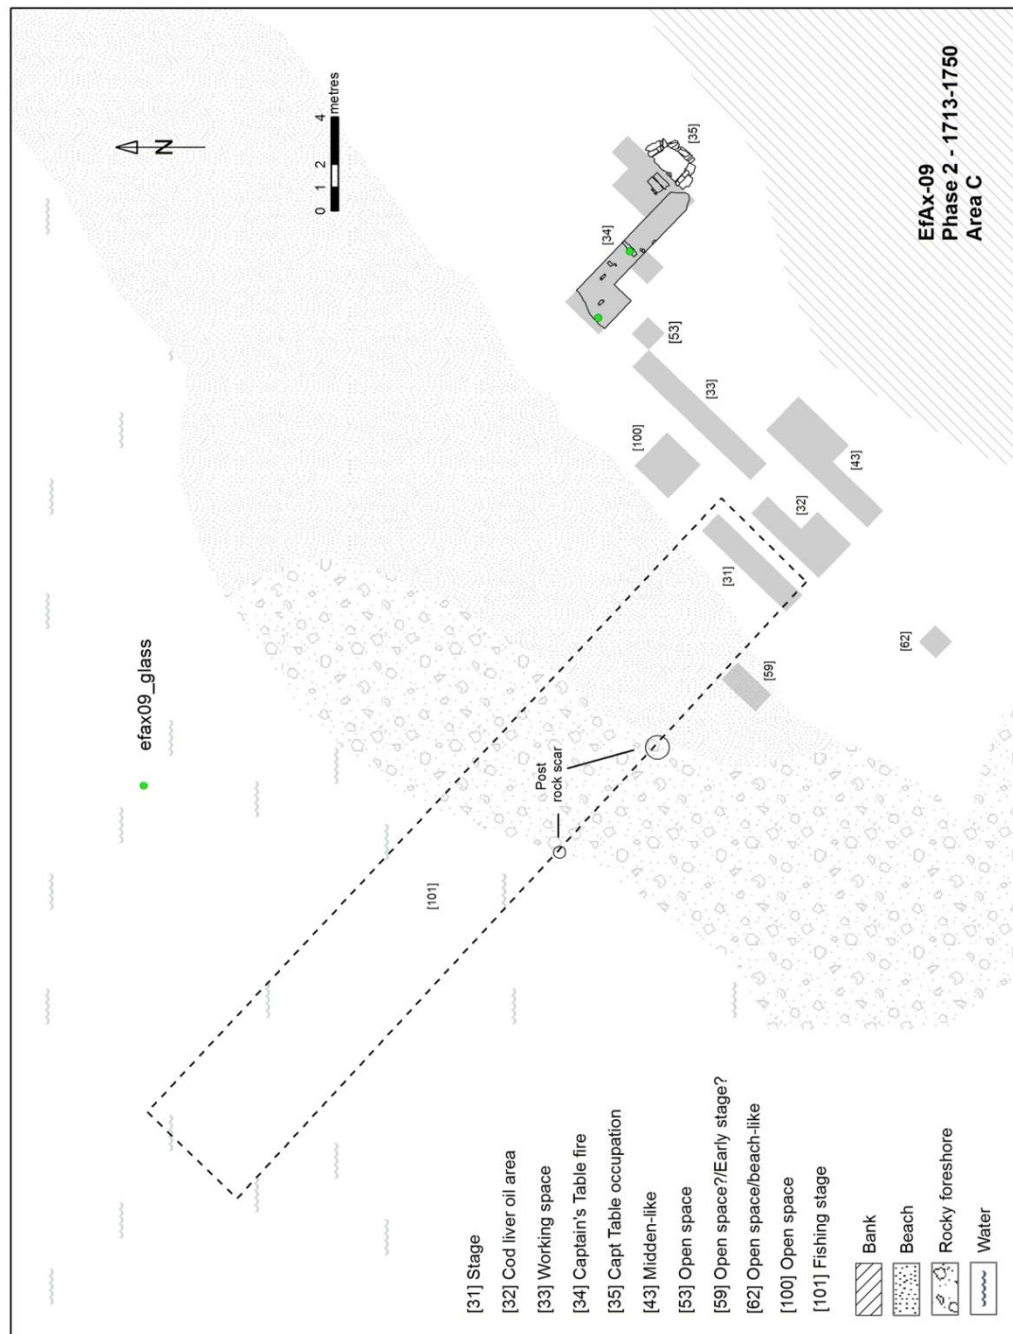 efax09_glass
N
0 1 2 4
metres
[34]
[35]
[53]
[33]
[100]
[43]
[32]
[31]
[59]
[62]
Post
rock scar
[101]
[31] Stage
[32] Cod liver oil area
[33] Working space
[34] Captain's Table fire
[35] Capt Table occupation
[43] Midden-like
[53] Open space
[59] Open space?/Early stage?
[62] Open space/beach-like
[100] Open space
[101] Fishing stage
Bank
Beach
Rocky foreshore
Water
EfAx-09
Phase 2 - 1713-1750
Area C